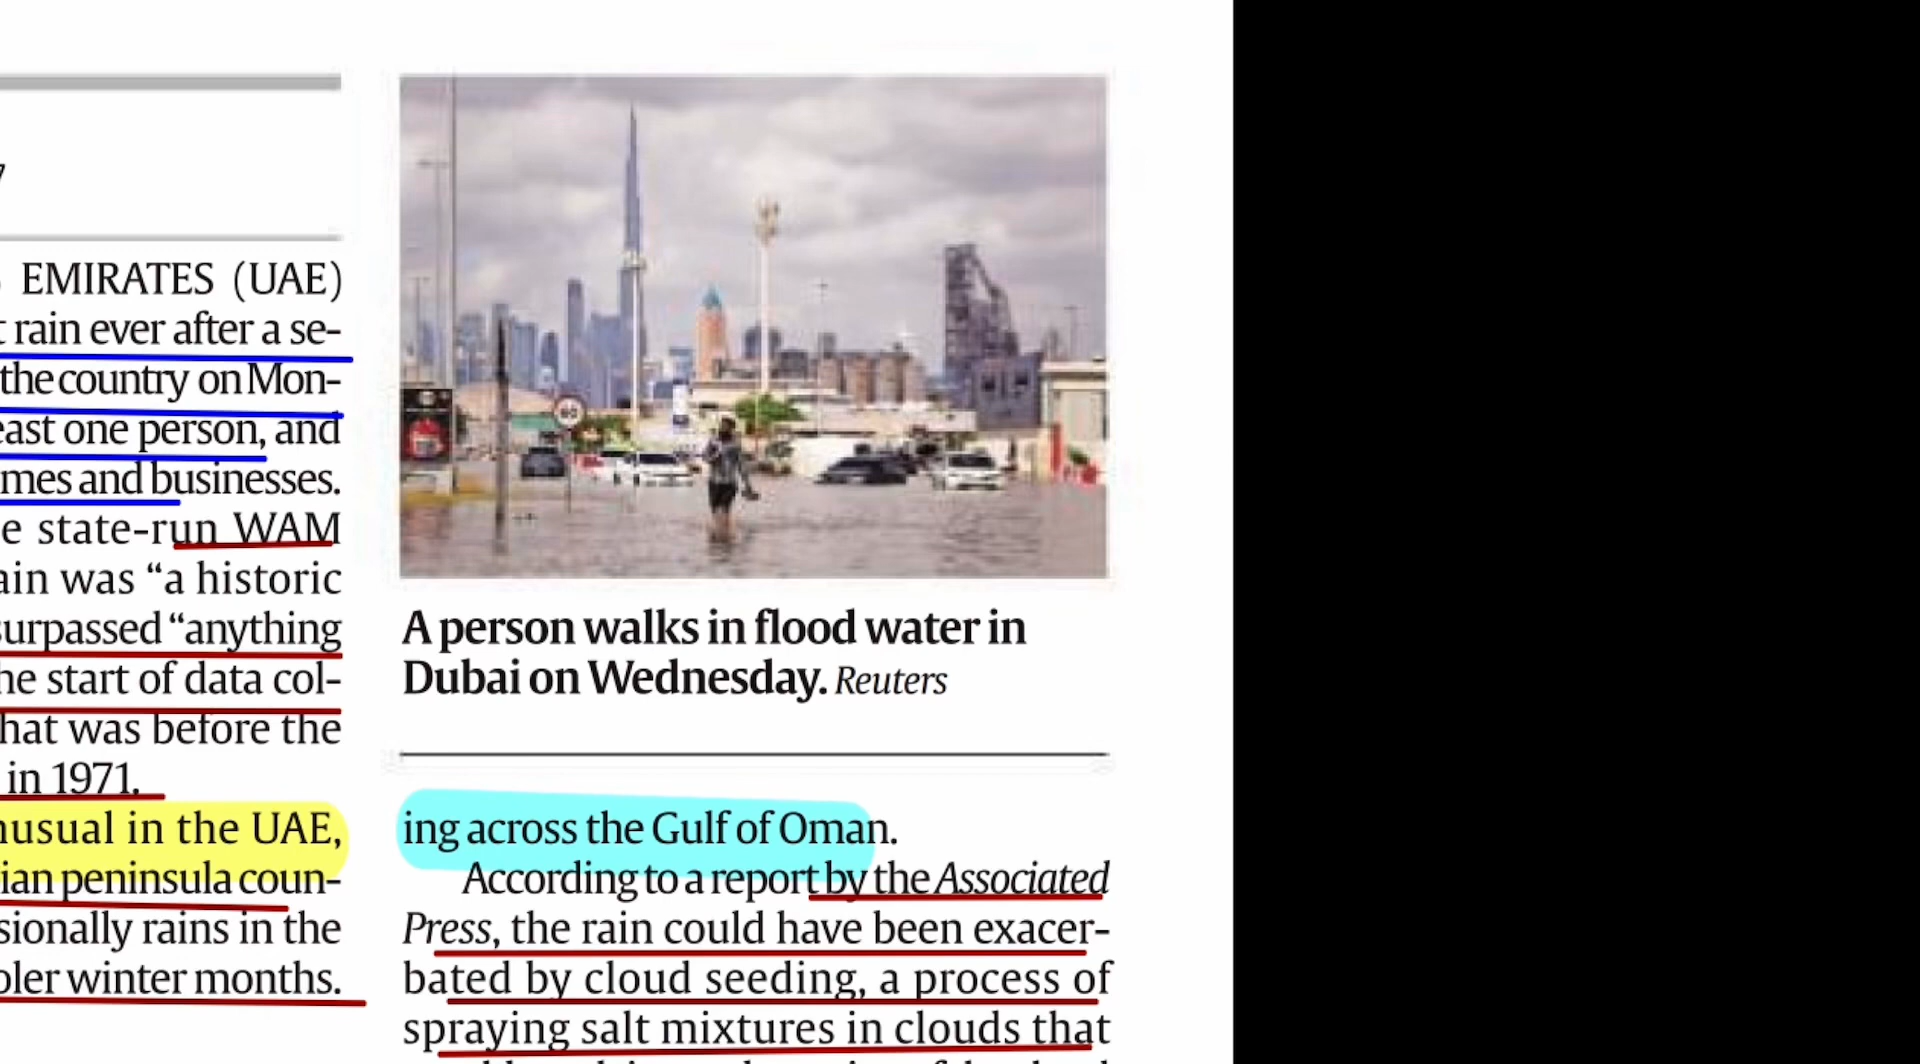 EMIRATES (UAE)
rain ever after a se-
the country on Mon-
east one person, and
mes and businesses.
e state-run WAM
ain was “a historic
surpassed “anything
he start of data col-
hat was before the
in 1971.
nusual in the UAE,
ian peninsula coun-
sionally rains in the
oler winter months.
A person walks in flood water in
Dubai on Wednesday. Reuters
ing across the Gulf of Oman.
According to a report by the Associated
Press, the rain could have been exacer-
bated by cloud seeding, a process of
spraying salt mixtures in clouds that